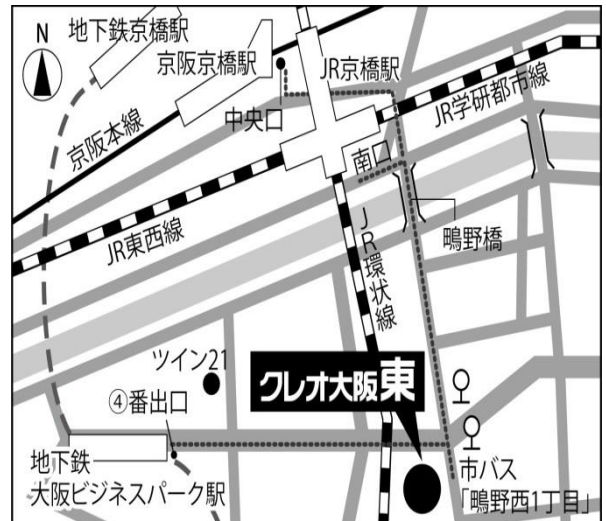 N
地下鉄京橋駅
京阪京橋駅
JR京橋駅
中央口
京阪本線
JR学研都市線
南口
JR東西線
JR環状線
鴫野橋
ツイン21
クレオ大阪東
④番出口
地下鉄
大阪ビジネスパーク駅
市バス
「鴫野西1丁目」